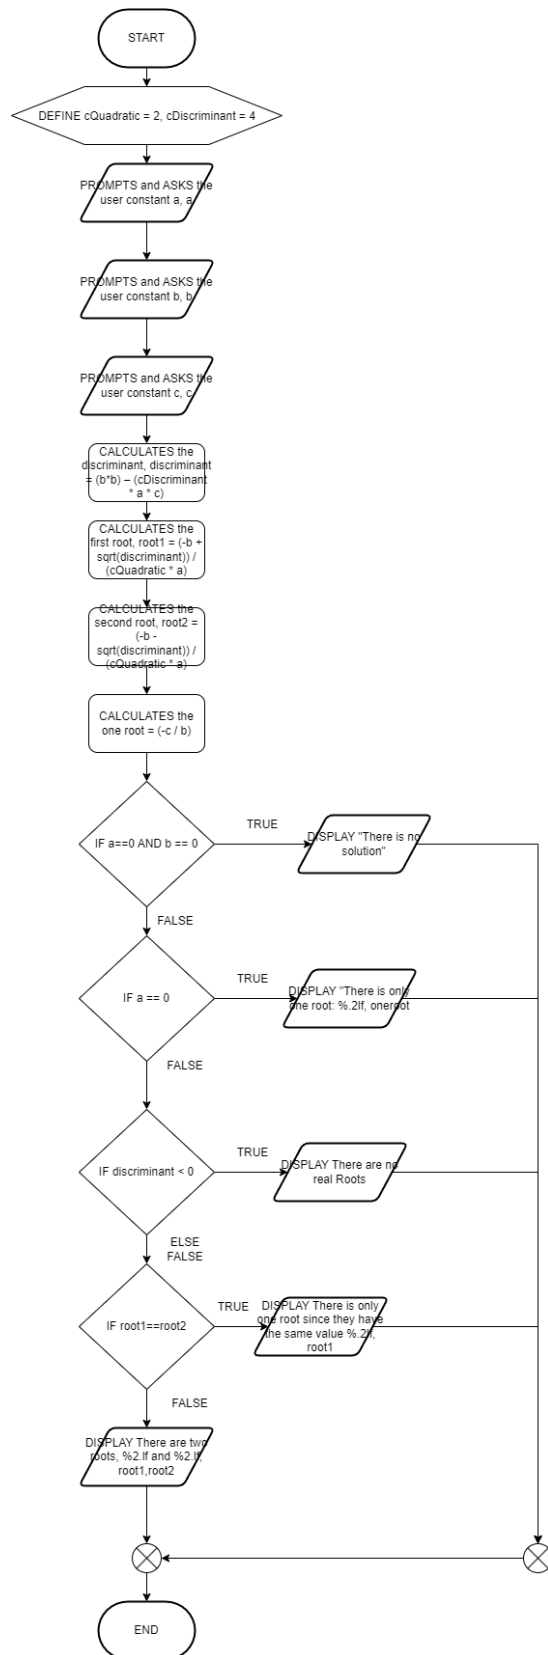 START
DEFINE cQuadratic = 2, cDiscriminant = 4
PROMPTS and ASKS the
user constant a, a
PROMPTS and ASKS the
user constant b, b
PROMPTS and ASKS the
user constant c, c
CALCULATES the
discriminant, discriminant
= (b*b) – (cDiscriminant
* a * c)
CALCULATES the
first root, root1 = (-b +
sqrt(discriminant)) /
(cQuadratic * a)
CALCULATES the
second root, root2 =
(-b -
sqrt(discriminant)) /
(cQuadratic * a)
CALCULATES the
one root = (-c / b)
IF a==0 AND b == 0
TRUE
DISPLAY "There is no
solution"
FALSE
IF a == 0
TRUE
DISPLAY "There is only
one root: %.2lf, oneroot
FALSE
IF discriminant < 0
TRUE
DISPLAY There are no
real Roots
ELSE
FALSE
IF root1==root2
TRUE
DISPLAY There is only
one root since they have
the same value %.2lf,
root1
FALSE
DISPLAY There are two
roots, %2.lf and %2.lf,
root1,root2
END